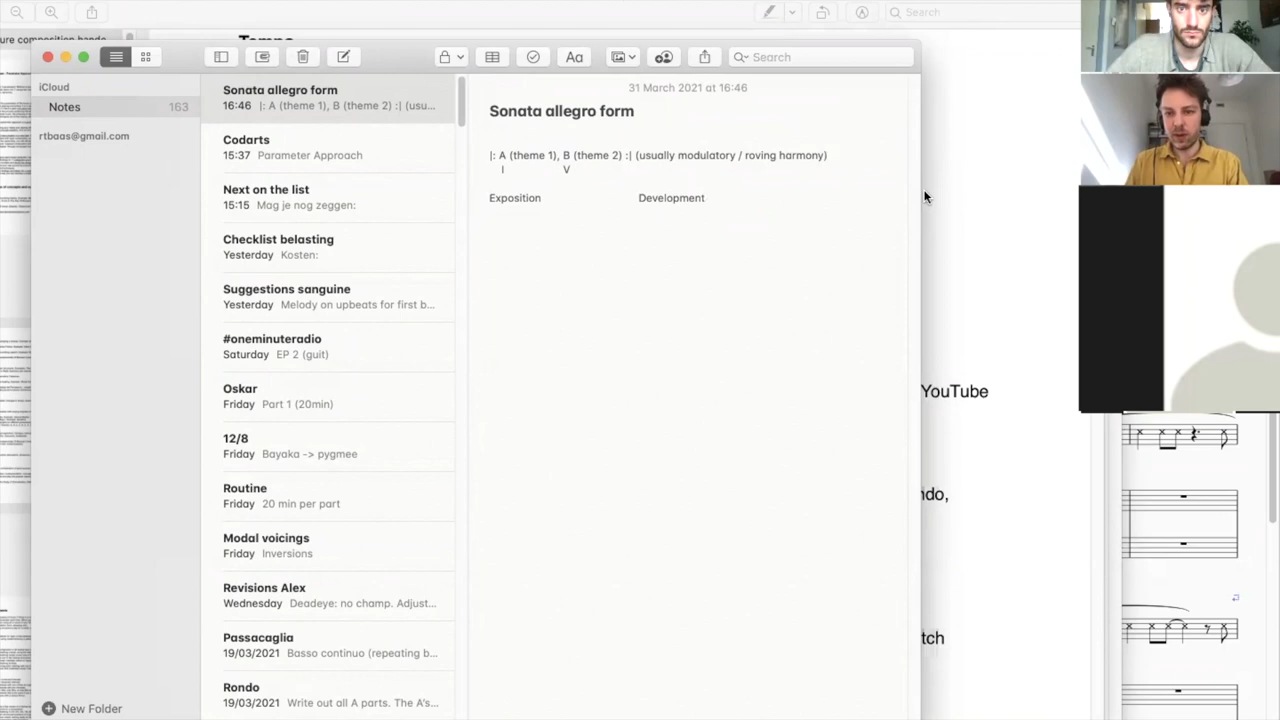 Search
Tempo
ure composition hando
Search
iCloud
Notes 163
rtbaas@gmail.com
Sonata allegro form
16:46 |: A (theme 1), B (theme 2) :| (usu...
Codarts
15:37 Parameter Approach
Next on the list
15:15 Mag je nog zeggen:
Checklist belasting
Yesterday Kosten:
Suggestions sanguine
Yesterday Melody on upbeats for first b...
#oneminuteradio
Saturday EP 2 (guit)
Oskar
Friday Part 1 (20min)
12/8
Friday Bayaka -> pygmee
Routine
Friday 20 min per part
Modal voicings
Friday Inversions
Revisions Alex
Wednesday Deadeye: no champ. Adjust...
Passacaglia
19/03/2021 Basso continuo (repeating b...
Rondo
19/03/2021 Write out all parts. The A...
New Folder
31 March 2021 at 16:46
Sonata allegro form
|: A (theme 1), B (theme 2) :| (usually modulatory / roving harmony)
I V
Exposition Development
YouTube
ndo,
tch